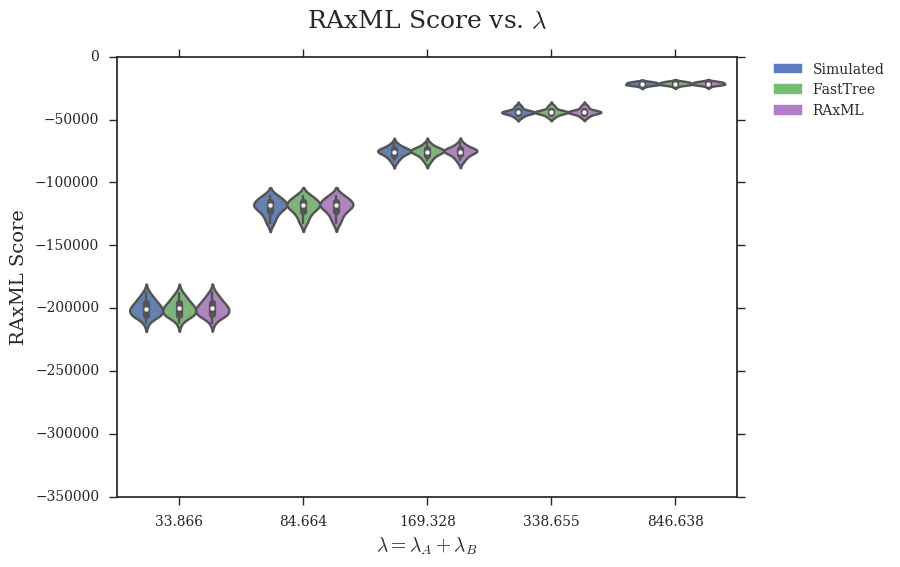 RAxML Score vs. λ
0
−50000
−100000
−150000
−200000
−250000
−300000
−350000
RAxML Score
33.866
84.664
169.328
338.655
846.638
λ = λ_A + λ_B
Simulated
FastTree
RAxML